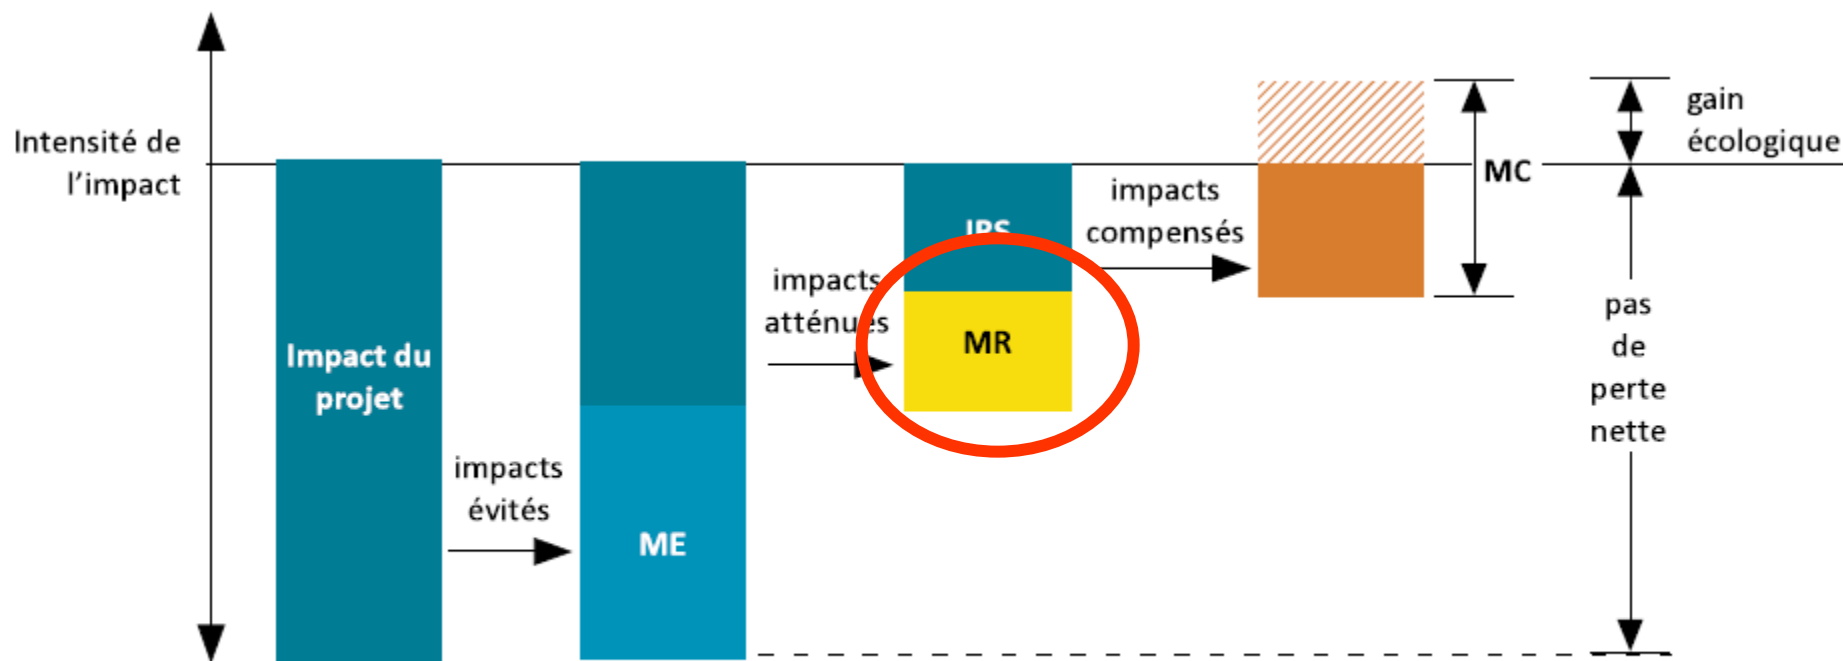 Intensité de
l'impact
Impact du
projet
impacts
évités
ME
impacts
atténués
IRS
MR
impacts
compensés
MC
gain
écologique
pas
de
perte
nette